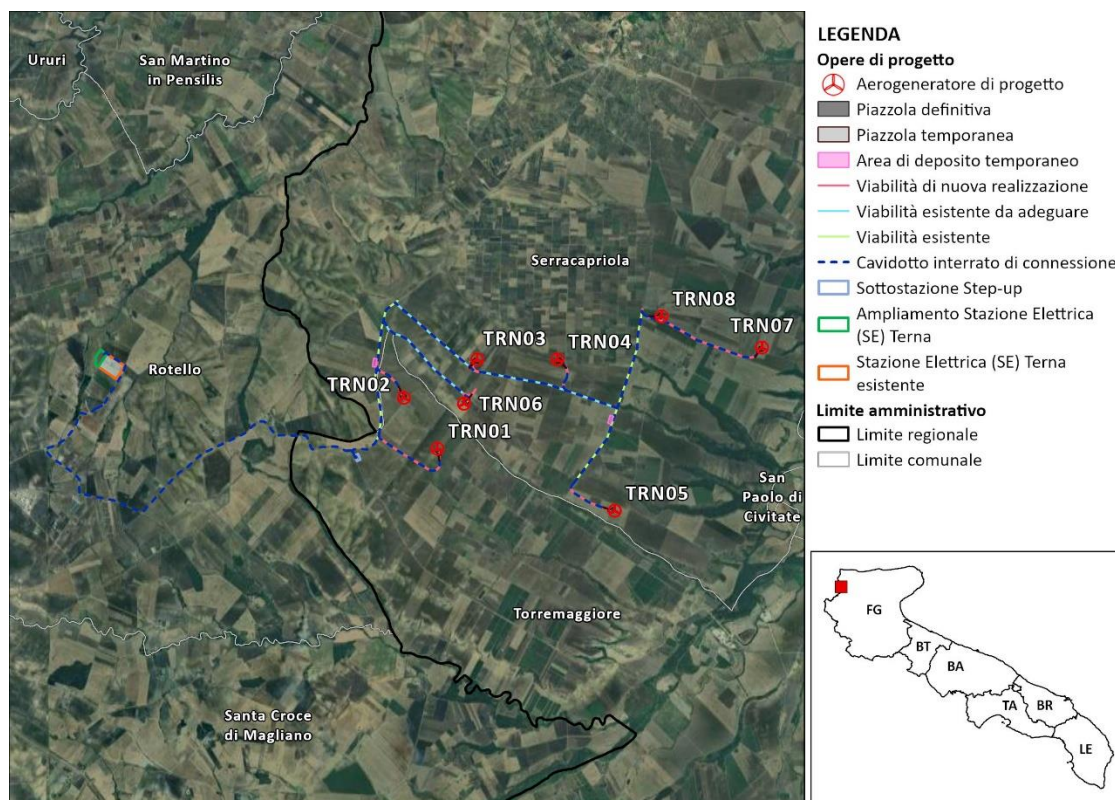 Ururi
San Martino
in Pensilis
Serracapriola
TRN08
TRN07
TRN03
TRN04
Rotello
TRN02
TRN06
TRN01
San
Paolo di
Civitate
TRN05
Torremaggiore
Santa Croce
di Magliano
LEGENDA
Opere di progetto
Aerogeneratore di progetto
Piazzola definitiva
Piazzola temporanea
Area di deposito temporaneo
Viabilità di nuova realizzazione
Viabilità esistente da adeguare
Viabilità esistente
Cavidotto interrato di connessione
Sottostazione Step-up
Ampliamento Stazione Elettrica
(SE) Terna
Stazione Elettrica (SE) Terna
esistente
Limite amministrativo
Limite regionale
Limite comunale
FG
BT
BA
TA
BR
LE